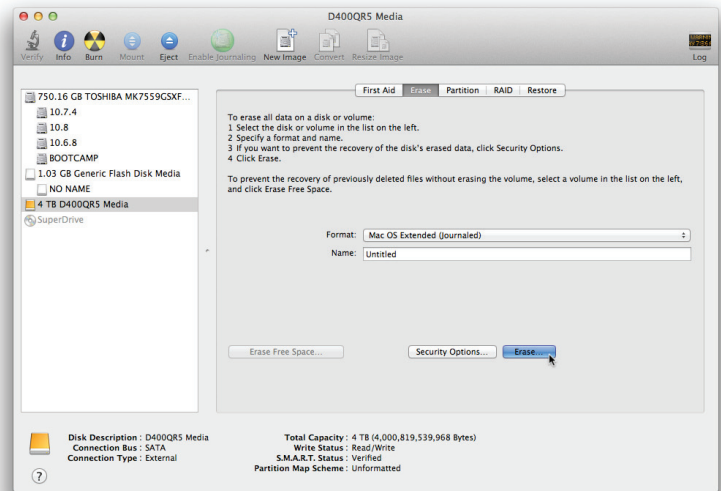 D400QR5 Media
Verify Info Burn Mount Eject Enable Journaling New Image Convert Resize Image Log
First Aid Erase Partition RAID Restore
750.16 GB TOSHIBA MK7559GSXF...
10.7.4
10.8
10.6.8
BOOTCAMP
1.03 GB Generic Flash Disk Media
NO NAME
4 TB D400QR5 Media
SuperDrive
To erase all data on a disk or volume:
1 Select the disk or volume in the list on the left.
2 Specify a format and name.
3 If you want to prevent the recovery of the disk's erased data, click Security Options.
4 Click Erase.
To prevent the recovery of previously deleted files without erasing the volume, select a volume in the list on the left,
and click Erase Free Space.
Format: Mac OS Extended (Journaled)
Name: Untitled
Erase Free Space... Security Options... Erase...
Disk Description : D400QR5 Media Total Capacity : 4 TB (4,000,819,539,968 Bytes)
Connection Bus : SATA Write Status : Read/Write
Connection Type : External S.M.A.R.T. Status : Verified
Partition Map Scheme : Unformatted
?